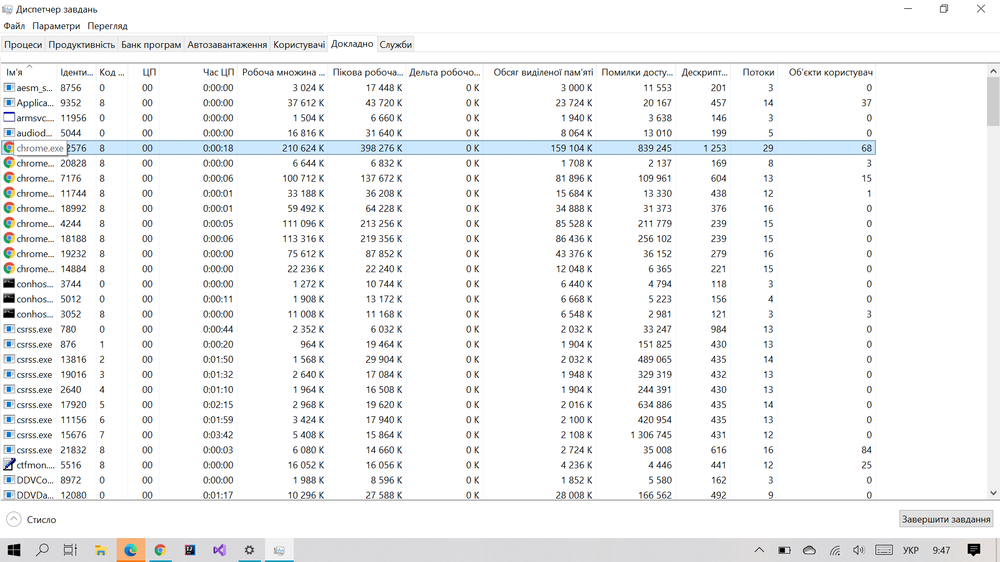 Диспетчер завдань
Файл Параметри Перегляд
Процеси Продуктивність Банк програм Автозавантаження Користувачі Докладно Служби
Ім'я Іденти... Код ... ЦП Час ЦП Робоча множина ... Пікова робоча... Дельта робочо... Обсяг виділеної пам’яті Помилки досту... Дескрипт... Потоки Об’єкти користувач
aesm_s... 8756 0 00 0:00:00 3 024 K 17 448 K 0 K 3 000 K 11 553 201 3 0
Applica... 9352 8 00 0:00:00 37 612 K 43 720 K 0 K 23 724 K 20 167 457 14 37
armsvc.... 11956 0 00 0:00:00 1 504 K 6 660 K 0 K 1 940 K 3 638 146 3 0
audiod... 5044 0 00 0:00:00 16 816 K 31 640 K 0 K 8 064 K 13 010 199 5 0
chrome.exe 2576 8 00 0:00:18 210 624 K 398 276 K 0 K 159 104 K 839 245 1 253 29 68
chrome... 20828 8 00 0:00:00 6 644 K 6 832 K 0 K 1 708 K 2 137 169 8 3
chrome... 7176 8 00 0:00:06 100 712 K 137 672 K 0 K 81 896 K 109 961 604 13 15
chrome... 11744 8 00 0:00:01 33 188 K 36 208 K 0 K 15 684 K 13 330 438 12 1
chrome... 18992 8 00 0:00:01 59 492 K 64 228 K 0 K 34 888 K 31 373 376 16 0
chrome... 4244 8 00 0:00:05 111 096 K 213 256 K 0 K 85 528 K 211 779 239 15 0
chrome... 18188 8 00 0:00:06 113 316 K 219 356 K 0 K 86 436 K 256 102 239 15 0
chrome... 19232 8 00 0:00:00 75 612 K 87 852 K 0 K 43 376 K 36 152 279 16 0
chrome... 14884 8 00 0:00:00 22 236 K 22 240 K 0 K 12 048 K 6 365 221 15 0
conhos... 3744 0 00 0:00:00 1 272 K 10 744 K 0 K 6 440 K 4 794 118 3 0
conhos... 5012 0 00 0:00:11 1 908 K 13 172 K 0 K 6 668 K 5 223 156 4 0
conhos... 3052 8 00 0:00:00 11 008 K 11 168 K 0 K 6 548 K 2 981 121 3 3
csrss.exe 780 0 00 0:00:44 2 352 K 6 032 K 0 K 2 032 K 33 247 984 13 0
csrss.exe 876 1 00 0:00:20 964 K 19 464 K 0 K 1 904 K 151 825 430 13 0
csrss.exe 13816 2 00 0:01:50 1 568 K 29 904 K 0 K 2 032 K 489 065 435 14 0
csrss.exe 19016 3 00 0:01:32 2 640 K 17 084 K 0 K 1 948 K 329 319 432 13 0
csrss.exe 2640 4 00 0:01:10 1 964 K 16 508 K 0 K 1 904 K 244 391 430 13 0
csrss.exe 17920 5 00 0:02:15 2 968 K 19 620 K 0 K 2 016 K 634 886 435 14 0
csrss.exe 11156 6 00 0:01:59 3 424 K 17 940 K 0 K 2 100 K 420 954 435 13 0
csrss.exe 15676 7 00 0:03:42 5 408 K 15 864 K 0 K 2 108 K 1 306 745 431 12 0
csrss.exe 21832 8 00 0:00:03 6 080 K 14 660 K 0 K 2 724 K 35 008 616 16 84
ctfmon.... 5516 8 00 0:00:00 16 052 K 16 056 K 0 K 4 236 K 4 446 441 12 25
DDVCo... 8972 0 00 0:00:00 1 988 K 8 596 K 0 K 1 852 K 5 580 162 3 0
DDVDa... 12080 0 00 0:01:17 10 296 K 27 588 K 0 K 28 008 K 166 562 492 9 0
Стисло Завершити завдання
IJ УКР 9:47